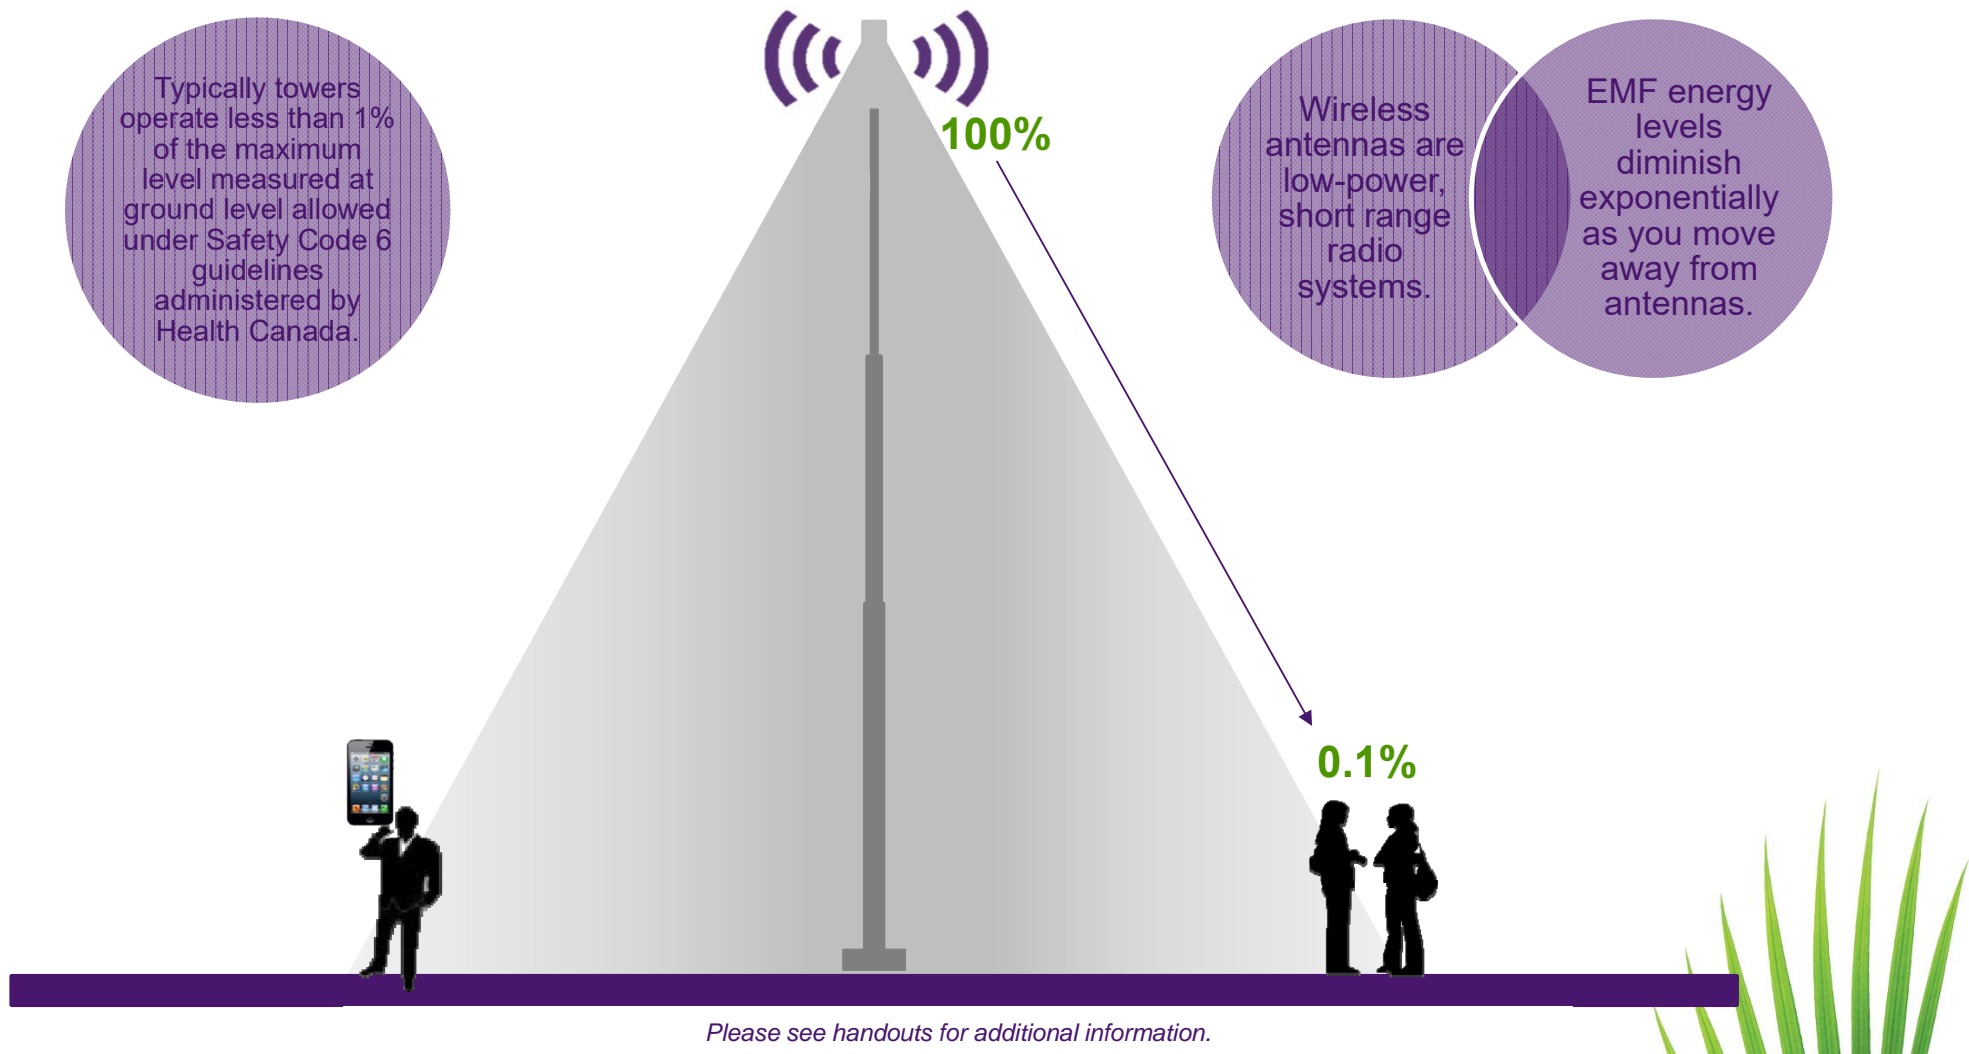 Typically towers
operate less than 1%
of the maximum
level measured at
ground level allowed
under Safety Code 6
guidelines
administered by
Health Canada.
100%
Wireless
antennas are
low-power,
short range
radio
systems.
EMF energy
levels
diminish
exponentially
as you move
away from
antennas.
0.1%
Please see handouts for additional information.